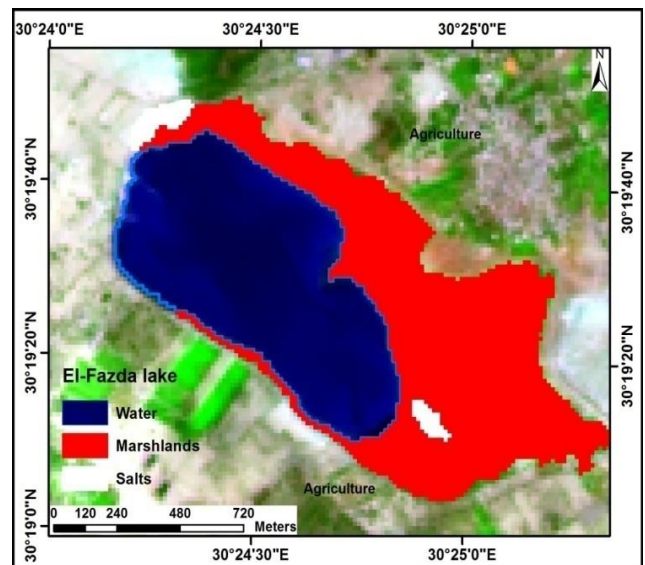 30°24'0"E 30°24'30"E 30°25'0"E
N
Agriculture
30°19'40"N 30°19'40"N
30°19'20"N 30°19'20"N
El-Fazda lake
Water
Marshlands
Salts
Agriculture
0 120 240 480 720
Meters
30°19'0"N
30°24'30"E 30°25'0"E